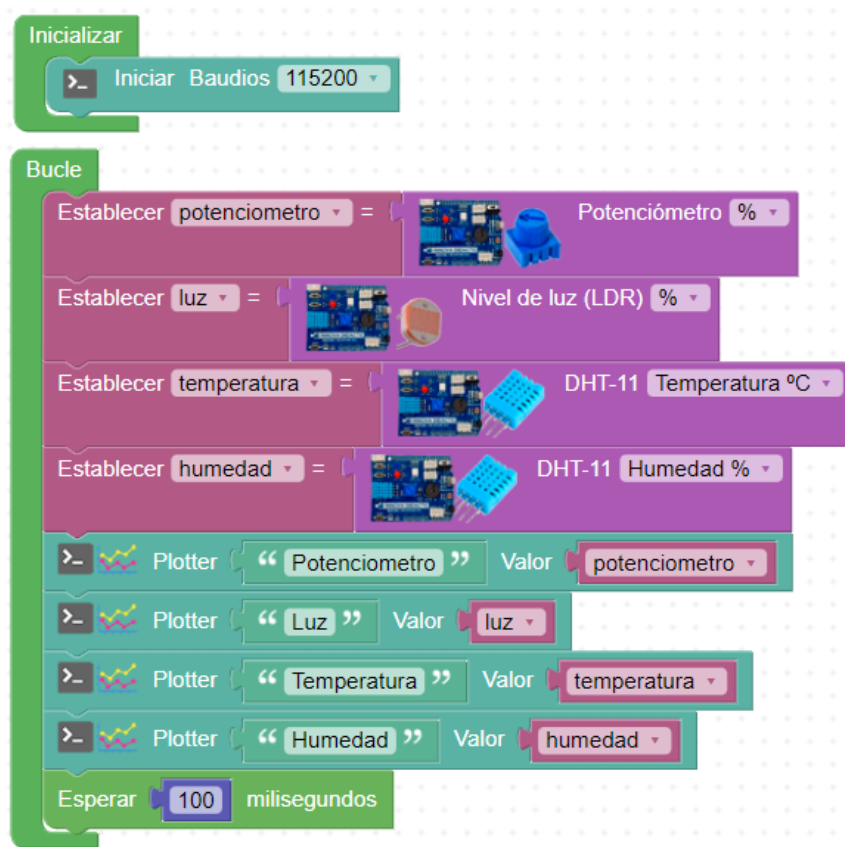 Inicializar
Iniciar Baudios 115200
Bucle
Establecer potenciometro = Potenciómetro %
Establecer luz = Nivel de luz (LDR) %
Establecer temperatura = DHT-11 Temperatura ºC
Establecer humedad = DHT-11 Humedad %
Plotter “ Potenciometro ” Valor potenciometro
Plotter “ Luz ” Valor luz
Plotter “ Temperatura ” Valor temperatura
Plotter “ Humedad ” Valor humedad
Esperar 100 milisegundos